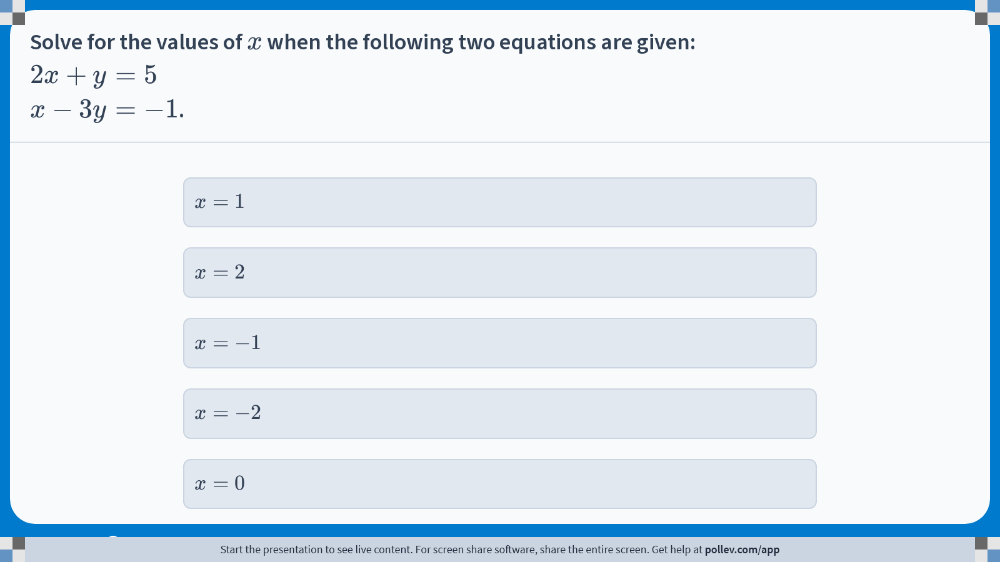 Solve for the values of x when the following two equations are given:
2x + y = 5
x − 3y = −1.
x = 1
x = 2
x = −1
x = −2
x = 0
Start the presentation to see live content. For screen share software, share the entire screen. Get help at pollev.com/app